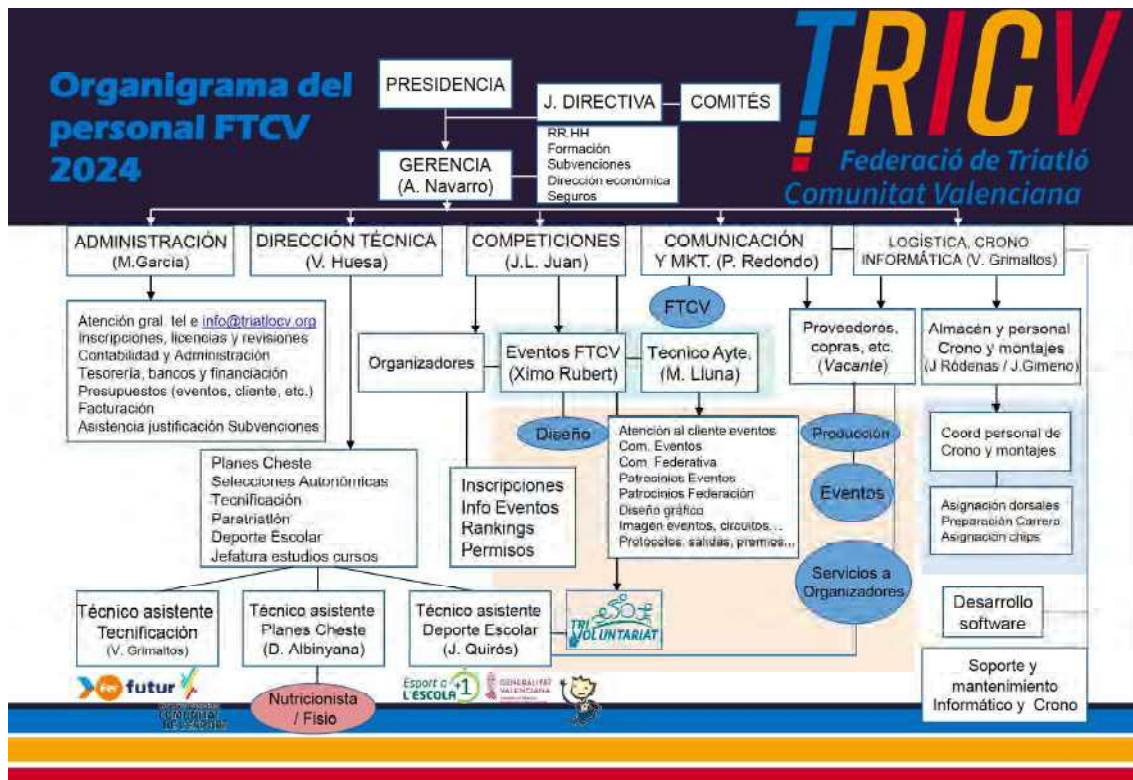 Organigrama del
personal FTCV
2024
TRICV
Federació de Triatló
Comunitat Valenciana
PRESIDENCIA
J. DIRECTIVA
COMITÉS
RR.HH
Formación
Subvenciones
Dirección económica
Seguros
GERENCIA
(A. Navarro)
ADMINISTRACIÓN
(M.Garcia)
DIRECCIÓN TÉCNICA
(V. Huesa)
COMPETICIONES
(J.L. Juan)
COMUNICACIÓN
Y MKT. (P. Redondo)
LOGÍSTICA, CRONO
INFORMÁTICA (V. Grimaltos)
FTCV
Atención gral. tel e info@triatlocv.org
Inscripciones, licencias y revisiones
Contabilidad y Administración
Tesorería, bancos y financiación
Presupuestos (eventos, cliente, etc.)
Facturación
Asistencia justificación Subvenciones
Organizadores
Eventos FTCV
(Ximo Rubert)
Tecnico Ayte.
(M. Lluna)
Proveedores,
copras, etc.
(Vacante)
Almacén y personal
Crono y montajes
(J Ródenas / J.Gimeno)
Diseño
Atención al cliente eventos
Com. Eventos
Com. Federativa
Patrocinios Eventos
Patrocinios Federación
Diseño gráfico
Imagen eventos, circuitos…
Protocolos, salidas, premios…
Producción
Eventos
Servicios a
Organizadores
Coord personal de
Crono y montajes
Asignación dorsales
Preparación Carrera
Asignación chips
Planes Cheste
Selecciones Autonómicas
Tecnificación
Paratriatlón
Deporte Escolar
Jefatura estudios cursos
Inscripciones
Info Eventos
Rankings
Permisos
Técnico asistente
Tecnificación
(V. Grimaltos)
Técnico asistente
Planes Cheste
(D. Albinyana)
Técnico asistente
Deporte Escolar
(J. Quirós)
TRI
VOLUNTARIAT
Desarrollo
software
Soporte y
mantenimiento
Informático y Crono
Nutricionista
/ Fisio
fer futur
COMUNITAT
DE L'ESPORT
Esport a
L'ESCOLA +1
GENERALITAT
VALENCIANA